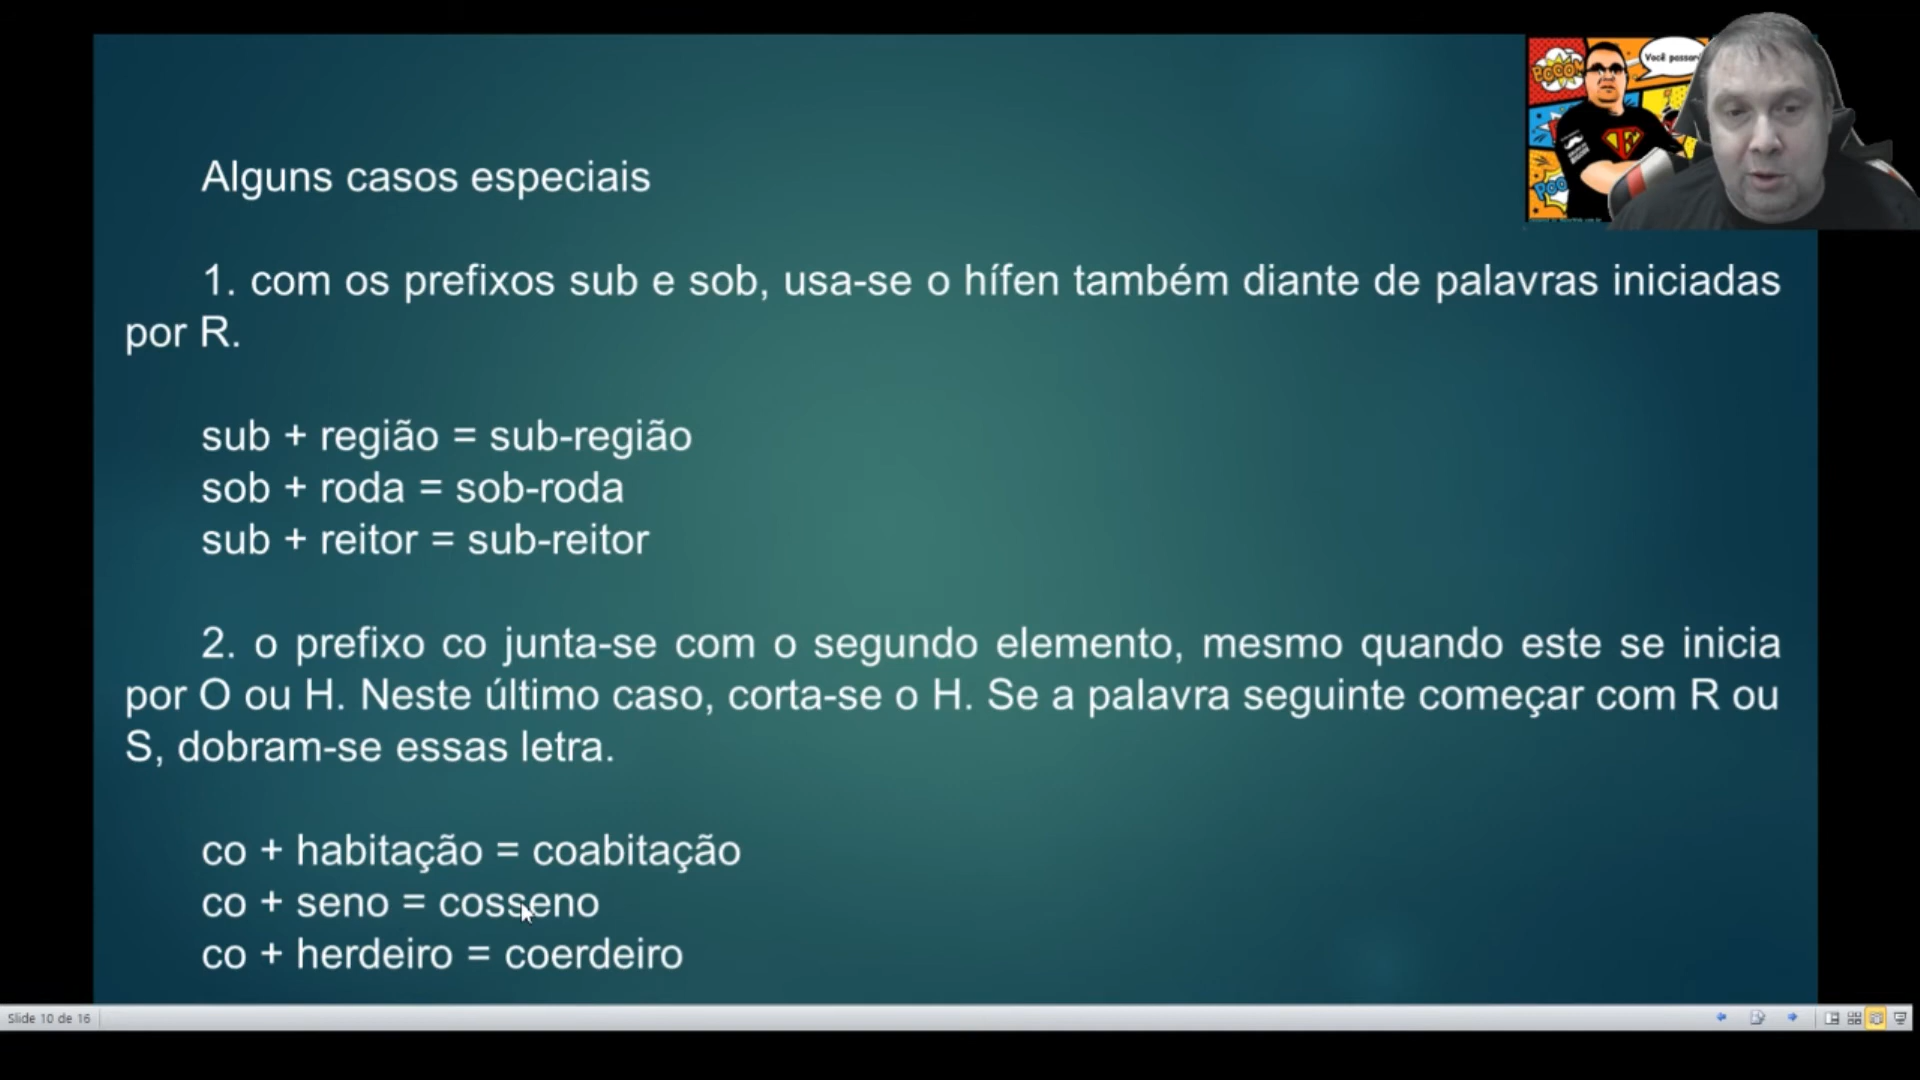 BOOOM
Você passará
Alguns casos especiais
1. com os prefixos sub e sob, usa-se o hífen também diante de palavras iniciadas
por R.
sub + região = sub-região
sob + roda = sob-roda
sub + reitor = sub-reitor
2. o prefixo co junta-se com o segundo elemento, mesmo quando este se inicia
por O ou H. Neste último caso, corta-se o H. Se a palavra seguinte começar com R ou
S, dobram-se essas letra.
co + habitação = coabitação
co + seno = cosseno
co + herdeiro = coerdeiro
Slide 10 de 16